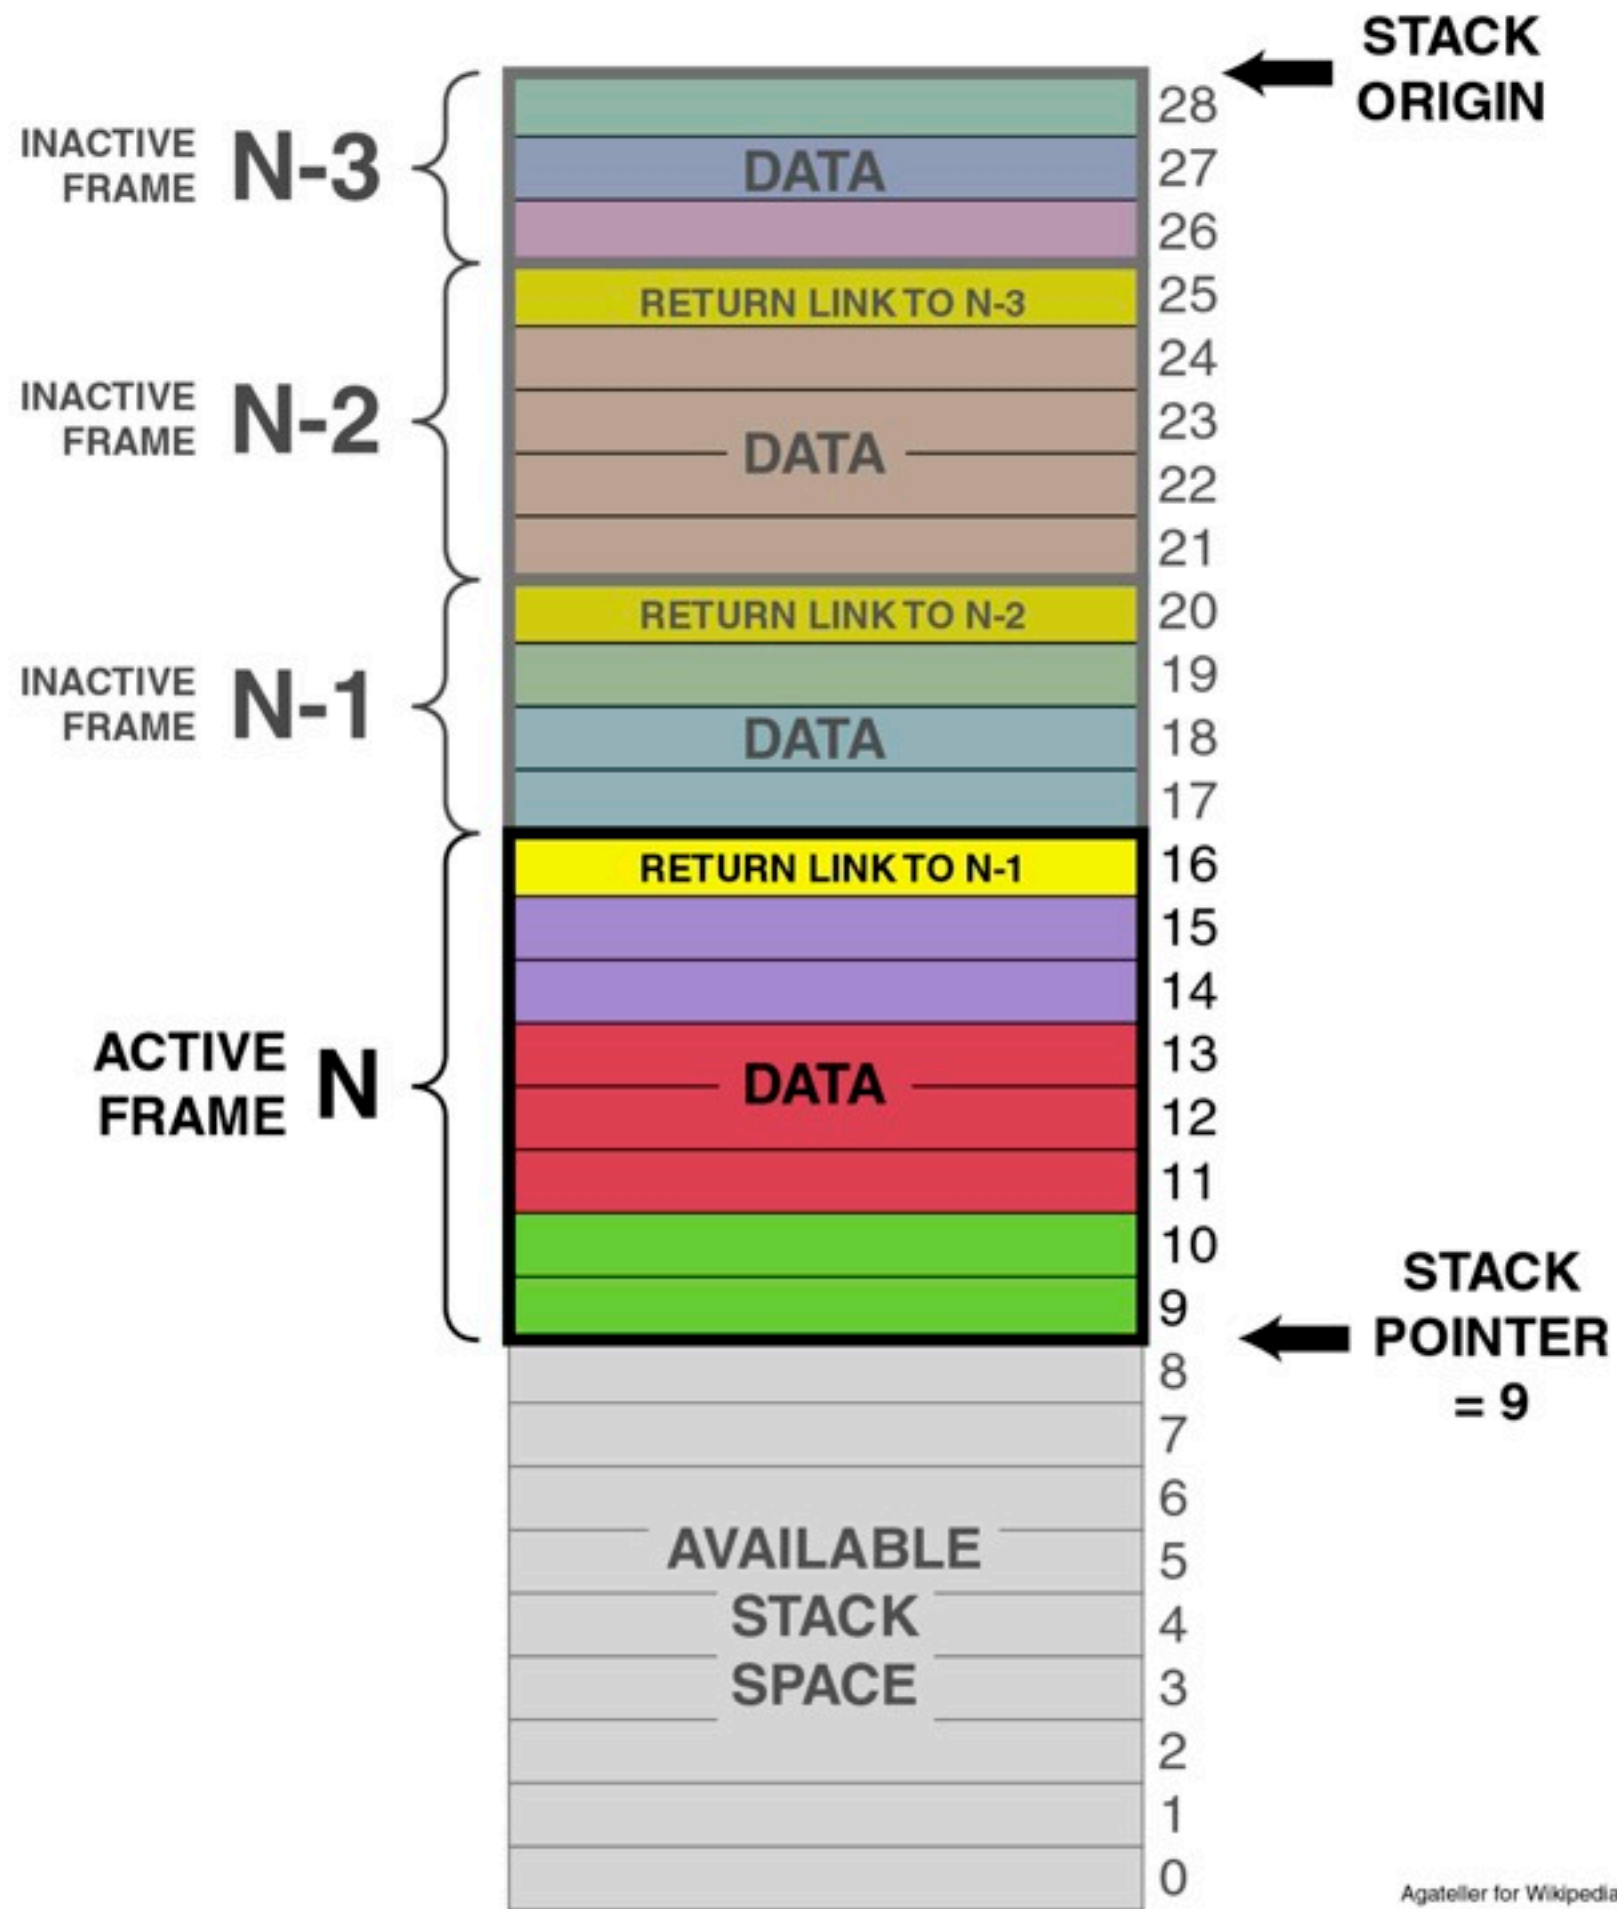 STACK
ORIGIN
28
INACTIVE
FRAME
N-3
DATA
27
26
RETURN LINK TO N-3
25
24
INACTIVE
FRAME
N-2
23
DATA
22
21
RETURN LINK TO N-2
20
19
INACTIVE
FRAME
N-1
DATA
18
17
RETURN LINK TO N-1
16
15
14
ACTIVE
FRAME
N
13
DATA
12
11
10
9
STACK
POINTER
= 9
8
7
6
AVAILABLE
5
STACK
4
SPACE
3
2
1
0
Agateller for Wikipedia